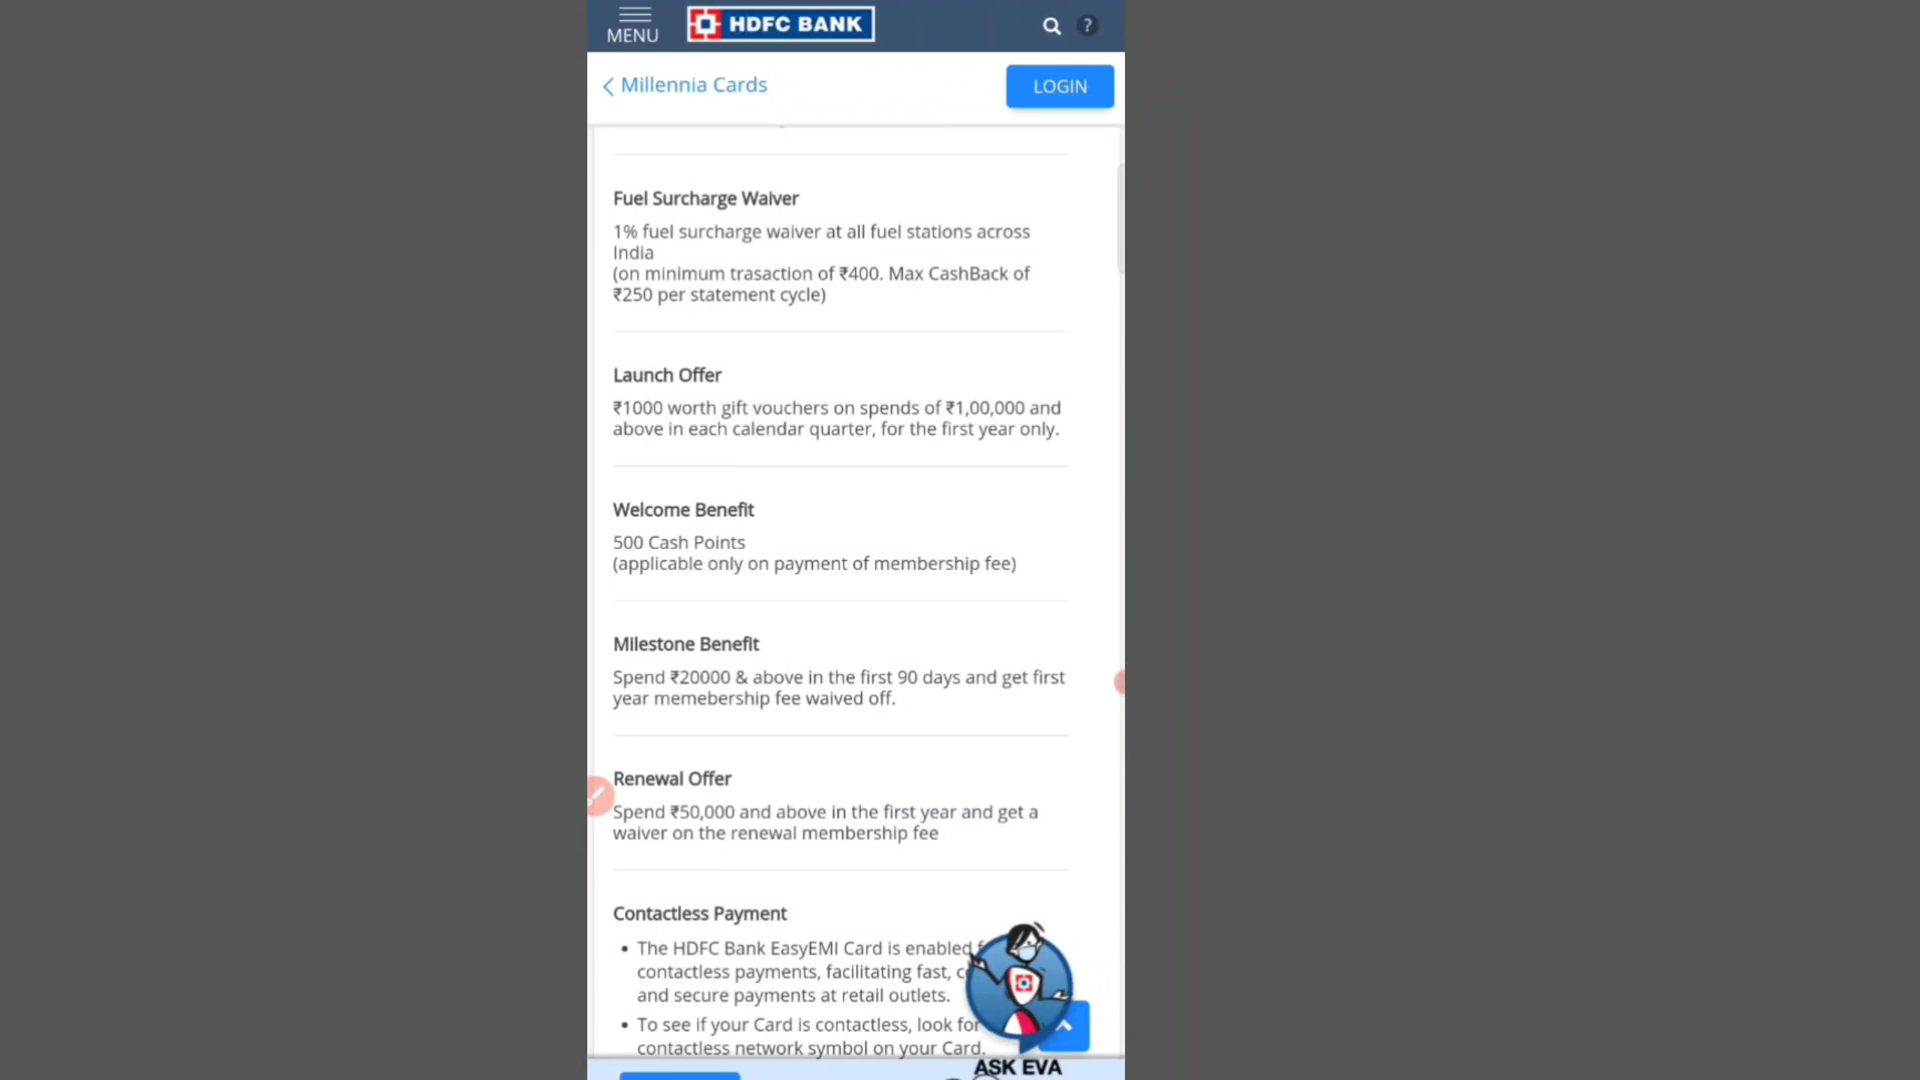 MENU
HDFC BANK
?
Millennia Cards
LOGIN
Fuel Surcharge Waiver
1% fuel surcharge waiver at all fuel stations across
India
(on minimum trasaction of ₹400. Max CashBack of
₹250 per statement cycle)
Launch Offer
₹1000 worth gift vouchers on spends of ₹1,00,000 and
above in each calendar quarter, for the first year only.
Welcome Benefit
500 Cash Points
(applicable only on payment of membership fee)
Milestone Benefit
Spend ₹20000 & above in the first 90 days and get first
year memebership fee waived off.
Renewal Offer
Spend ₹50,000 and above in the first year and get a
waiver on the renewal membership fee
Contactless Payment
• The HDFC Bank EasyEMI Card is enabled
contactless payments, facilitating fast,
and secure payments at retail outlets.
• To see if your Card is contactless, look for
contactless network symbol on your Card.
ASK EVA